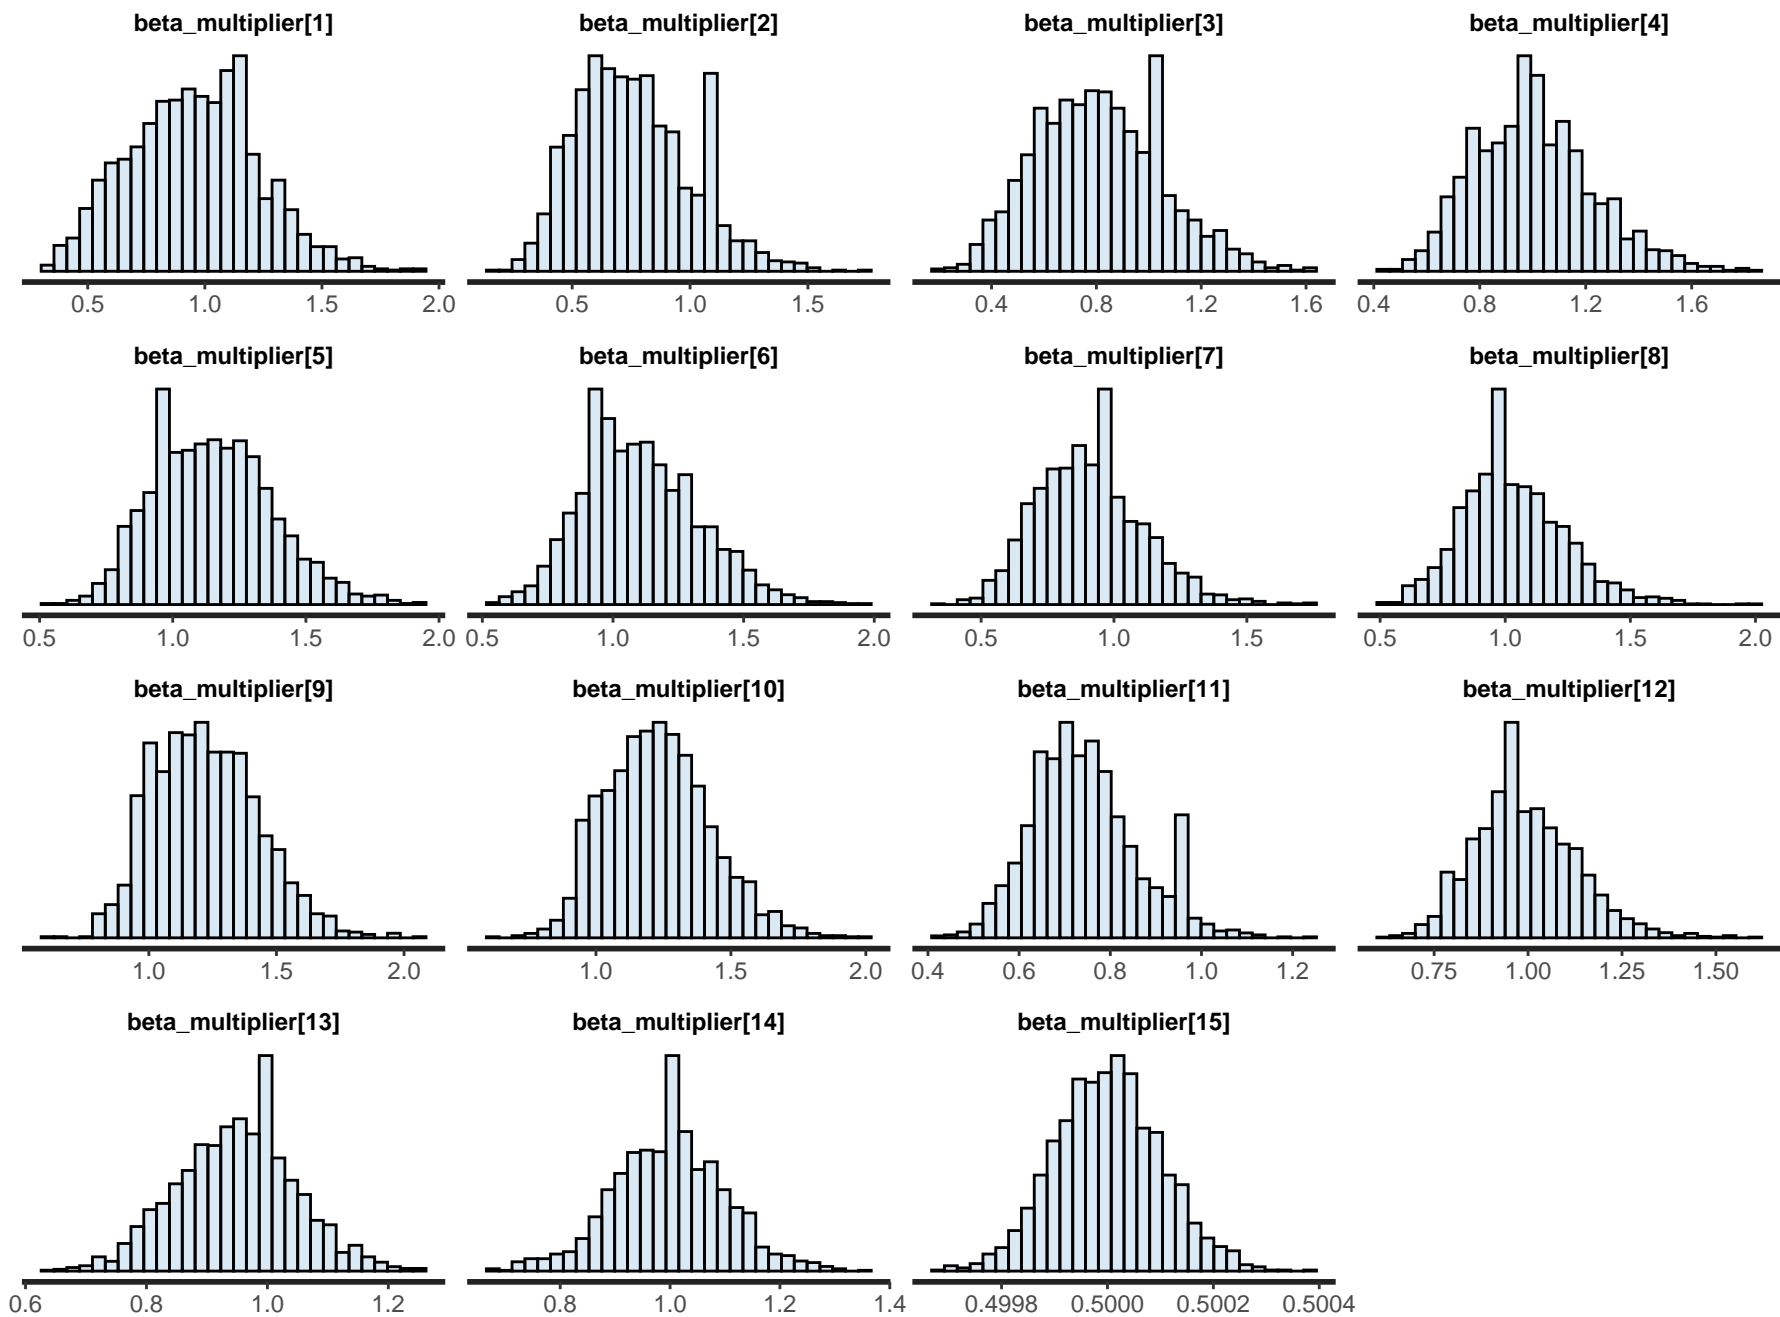 beta_multiplier[1] beta_multiplier[2] beta_multiplier[3] beta_multiplier[4]
0.5 1.0 1.5 2.0 0.5 1.0 1.5 0.4 0.8 1.2 1.6 0.4 0.8 1.2 1.6
beta_multiplier[5] beta_multiplier[6] beta_multiplier[7] beta_multiplier[8]
0.5 1.0 1.5 2.0 0.5 1.0 1.5 2.0 0.5 1.0 1.5 0.5 1.0 1.5 2.0
beta_multiplier[9] beta_multiplier[10] beta_multiplier[11] beta_multiplier[12]
1.0 1.5 2.0 1.0 1.5 2.0 0.4 0.6 0.8 1.0 1.2 0.75 1.00 1.25 1.50
beta_multiplier[13] beta_multiplier[14] beta_multiplier[15]
0.6 0.8 1.0 1.2 0.8 1.0 1.2 1.4 0.4998 0.5000 0.5002 0.5004